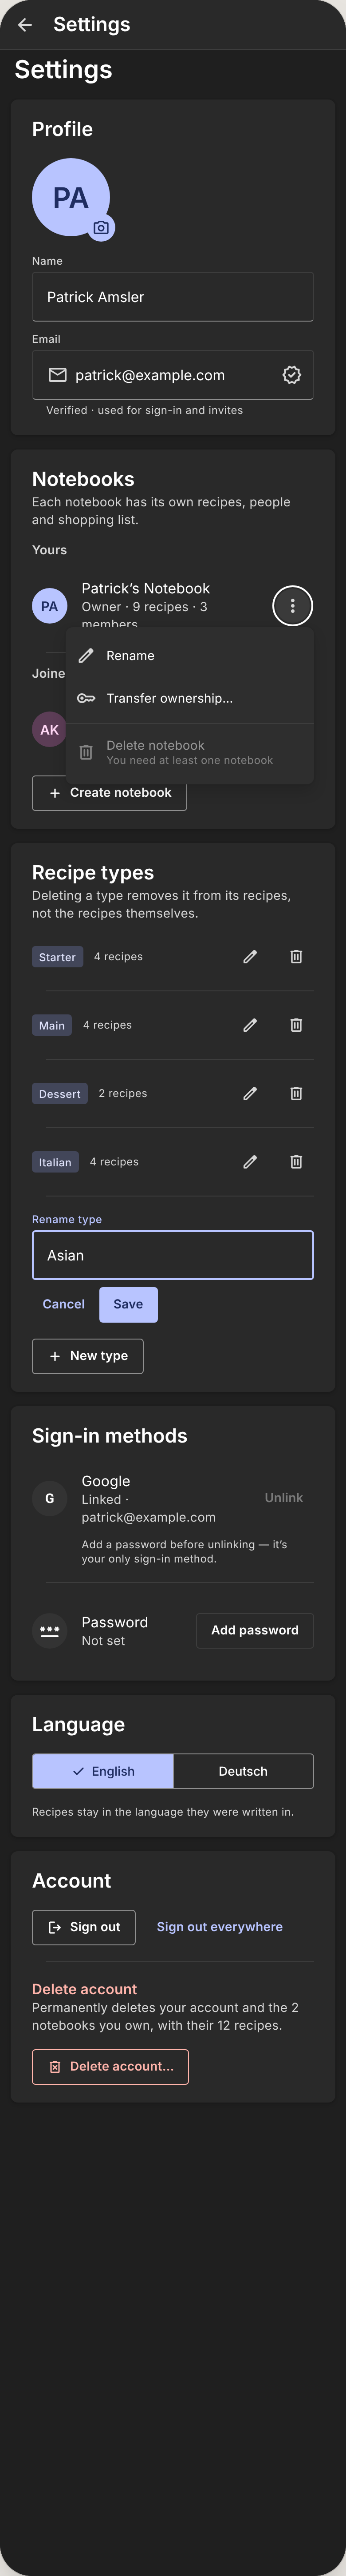 Settings
Settings
Profile
PA
Name
Patrick Amsler
Email
patrick@example.com
Verified · used for sign-in and invites
Notebooks
Each notebook has its own recipes, people
and shopping list.
Yours
PA
Patrick’s Notebook
Owner · 9 recipes · 3
members
Rename
Joine
Transfer ownership…
AK
Delete notebook
You need at least one notebook
Create notebook
Recipe types
Deleting a type removes it from its recipes,
not the recipes themselves.
Starter 4 recipes
Main 4 recipes
Dessert 2 recipes
Italian 4 recipes
Rename type
Asian
Cancel Save
New type
Sign-in methods
G
Google
Linked ·
patrick@example.com
Unlink
Add a password before unlinking — it’s
your only sign-in method.
Password
Not set
Add password
Language
English Deutsch
Recipes stay in the language they were written in.
Account
Sign out Sign out everywhere
Delete account
Permanently deletes your account and the 2
notebooks you own, with their 12 recipes.
Delete account…